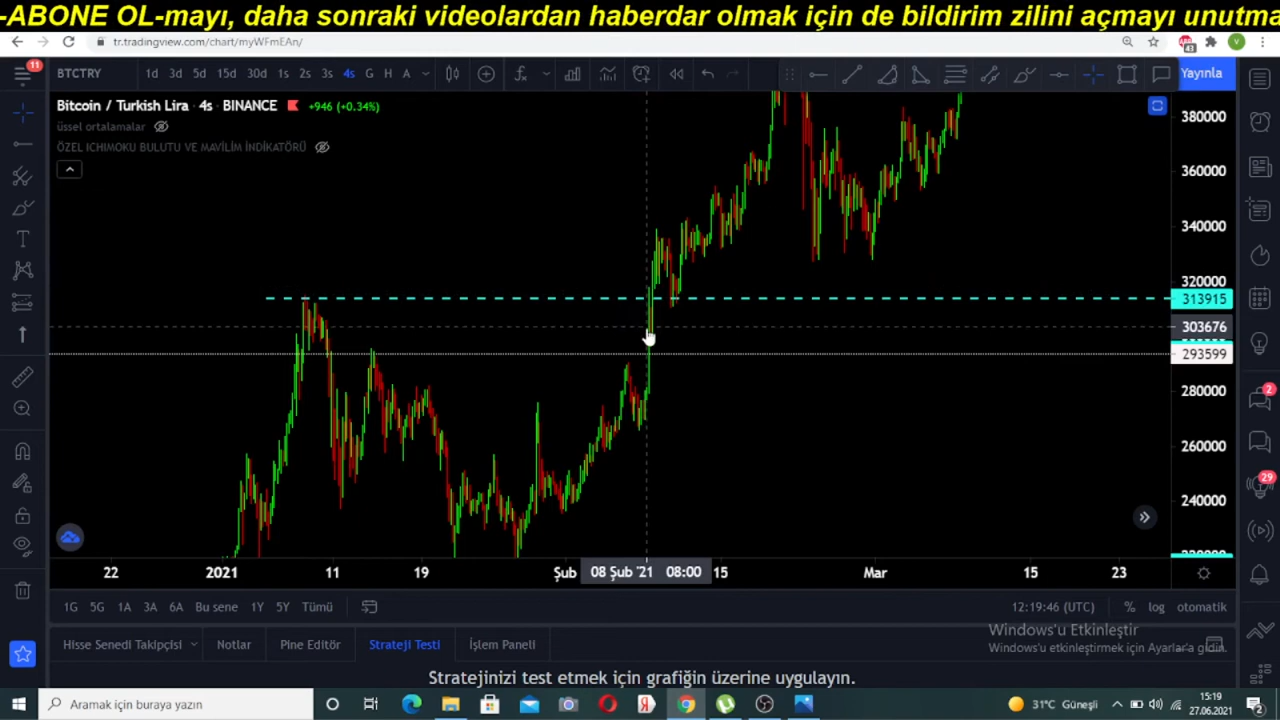 -ABONE OL-mayı, daha sonraki videolardan haberdar olmak için de bildirim zilini açmayı unutma
tr.tradingview.com/chart/myWFmEAn/
43
V
11
BTCTRY 1d 3d 5d 15d 30d 1s 2s 3s 4s G H A
Yayınla
Bitcoin / Turkish Lira · 4s · BINANCE +946 (+0.34%)
üssel ortalamalar
ÖZEL ICHIMOKU BULUTU VE MAVİLİM İNDİKATÖRÜ
380000
360000
340000
320000
313915
303676
293599
280000
260000
240000
2
29
22 2021 11 19 Şub 08 Şub '21 08:00 15 Mar 15 23
1G 5G 1A 3A 6A Bu sene 1Y 5Y Tümü 12:19:46 (UTC) % log otomatik
Hisse Senedi Takipçisi Notlar Pine Editör Strateji Testi İşlem Paneli
Windows'u Etkinleştir
Windows'u etkinleştirmek için Ayarlar'a gidin.
Stratejinizi test etmek için grafiğin üzerine uygulayın.
Aramak için buraya yazın
31°C Güneşli
15:19
27.06.2021
2